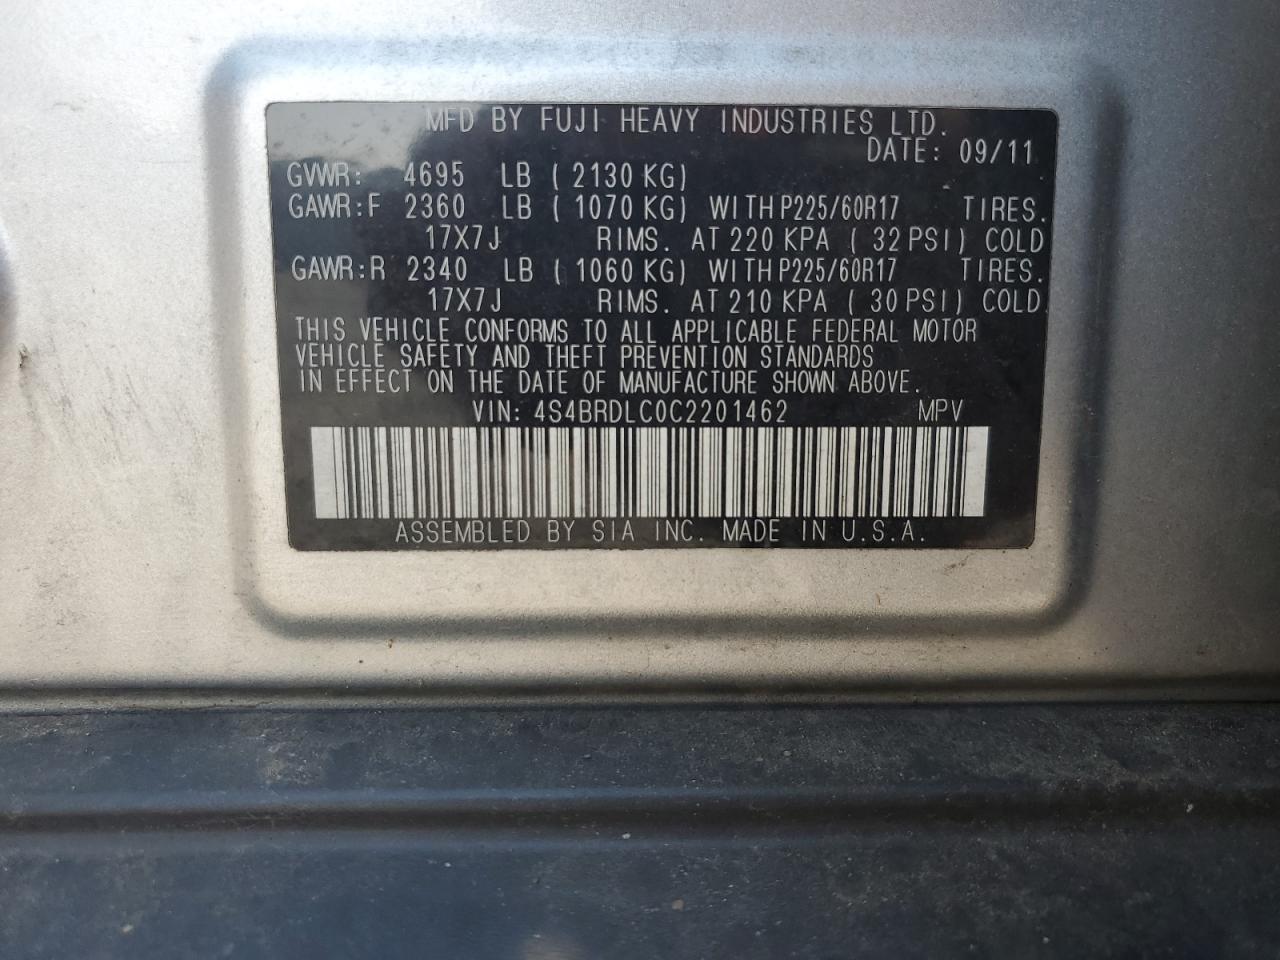 MFD BY FUJI HEAVY INDUSTRIES LTD.
DATE: 09/11
GVWR: 4695 LB (2130 KG)
GAWR:F 2360 LB (1070 KG) WITH P225/60R17 TIRES.
17X7J RIMS. AT 220 KPA (32 PSI) COLD
GAWR:R 2340 LB (1060 KG) WITH P225/60R17 TIRES.
17X7J RIMS. AT 210 KPA (30 PSI) COLD
THIS VEHICLE CONFORMS TO ALL APPLICABLE FEDERAL MOTOR
VEHICLE SAFETY AND THEFT PREVENTION STANDARDS
IN EFFECT ON THE DATE OF MANUFACTURE SHOWN ABOVE.
VIN: 4S4BRDLC0C2201462 MPV
ASSEMBLED BY SIA INC. MADE IN U.S.A.